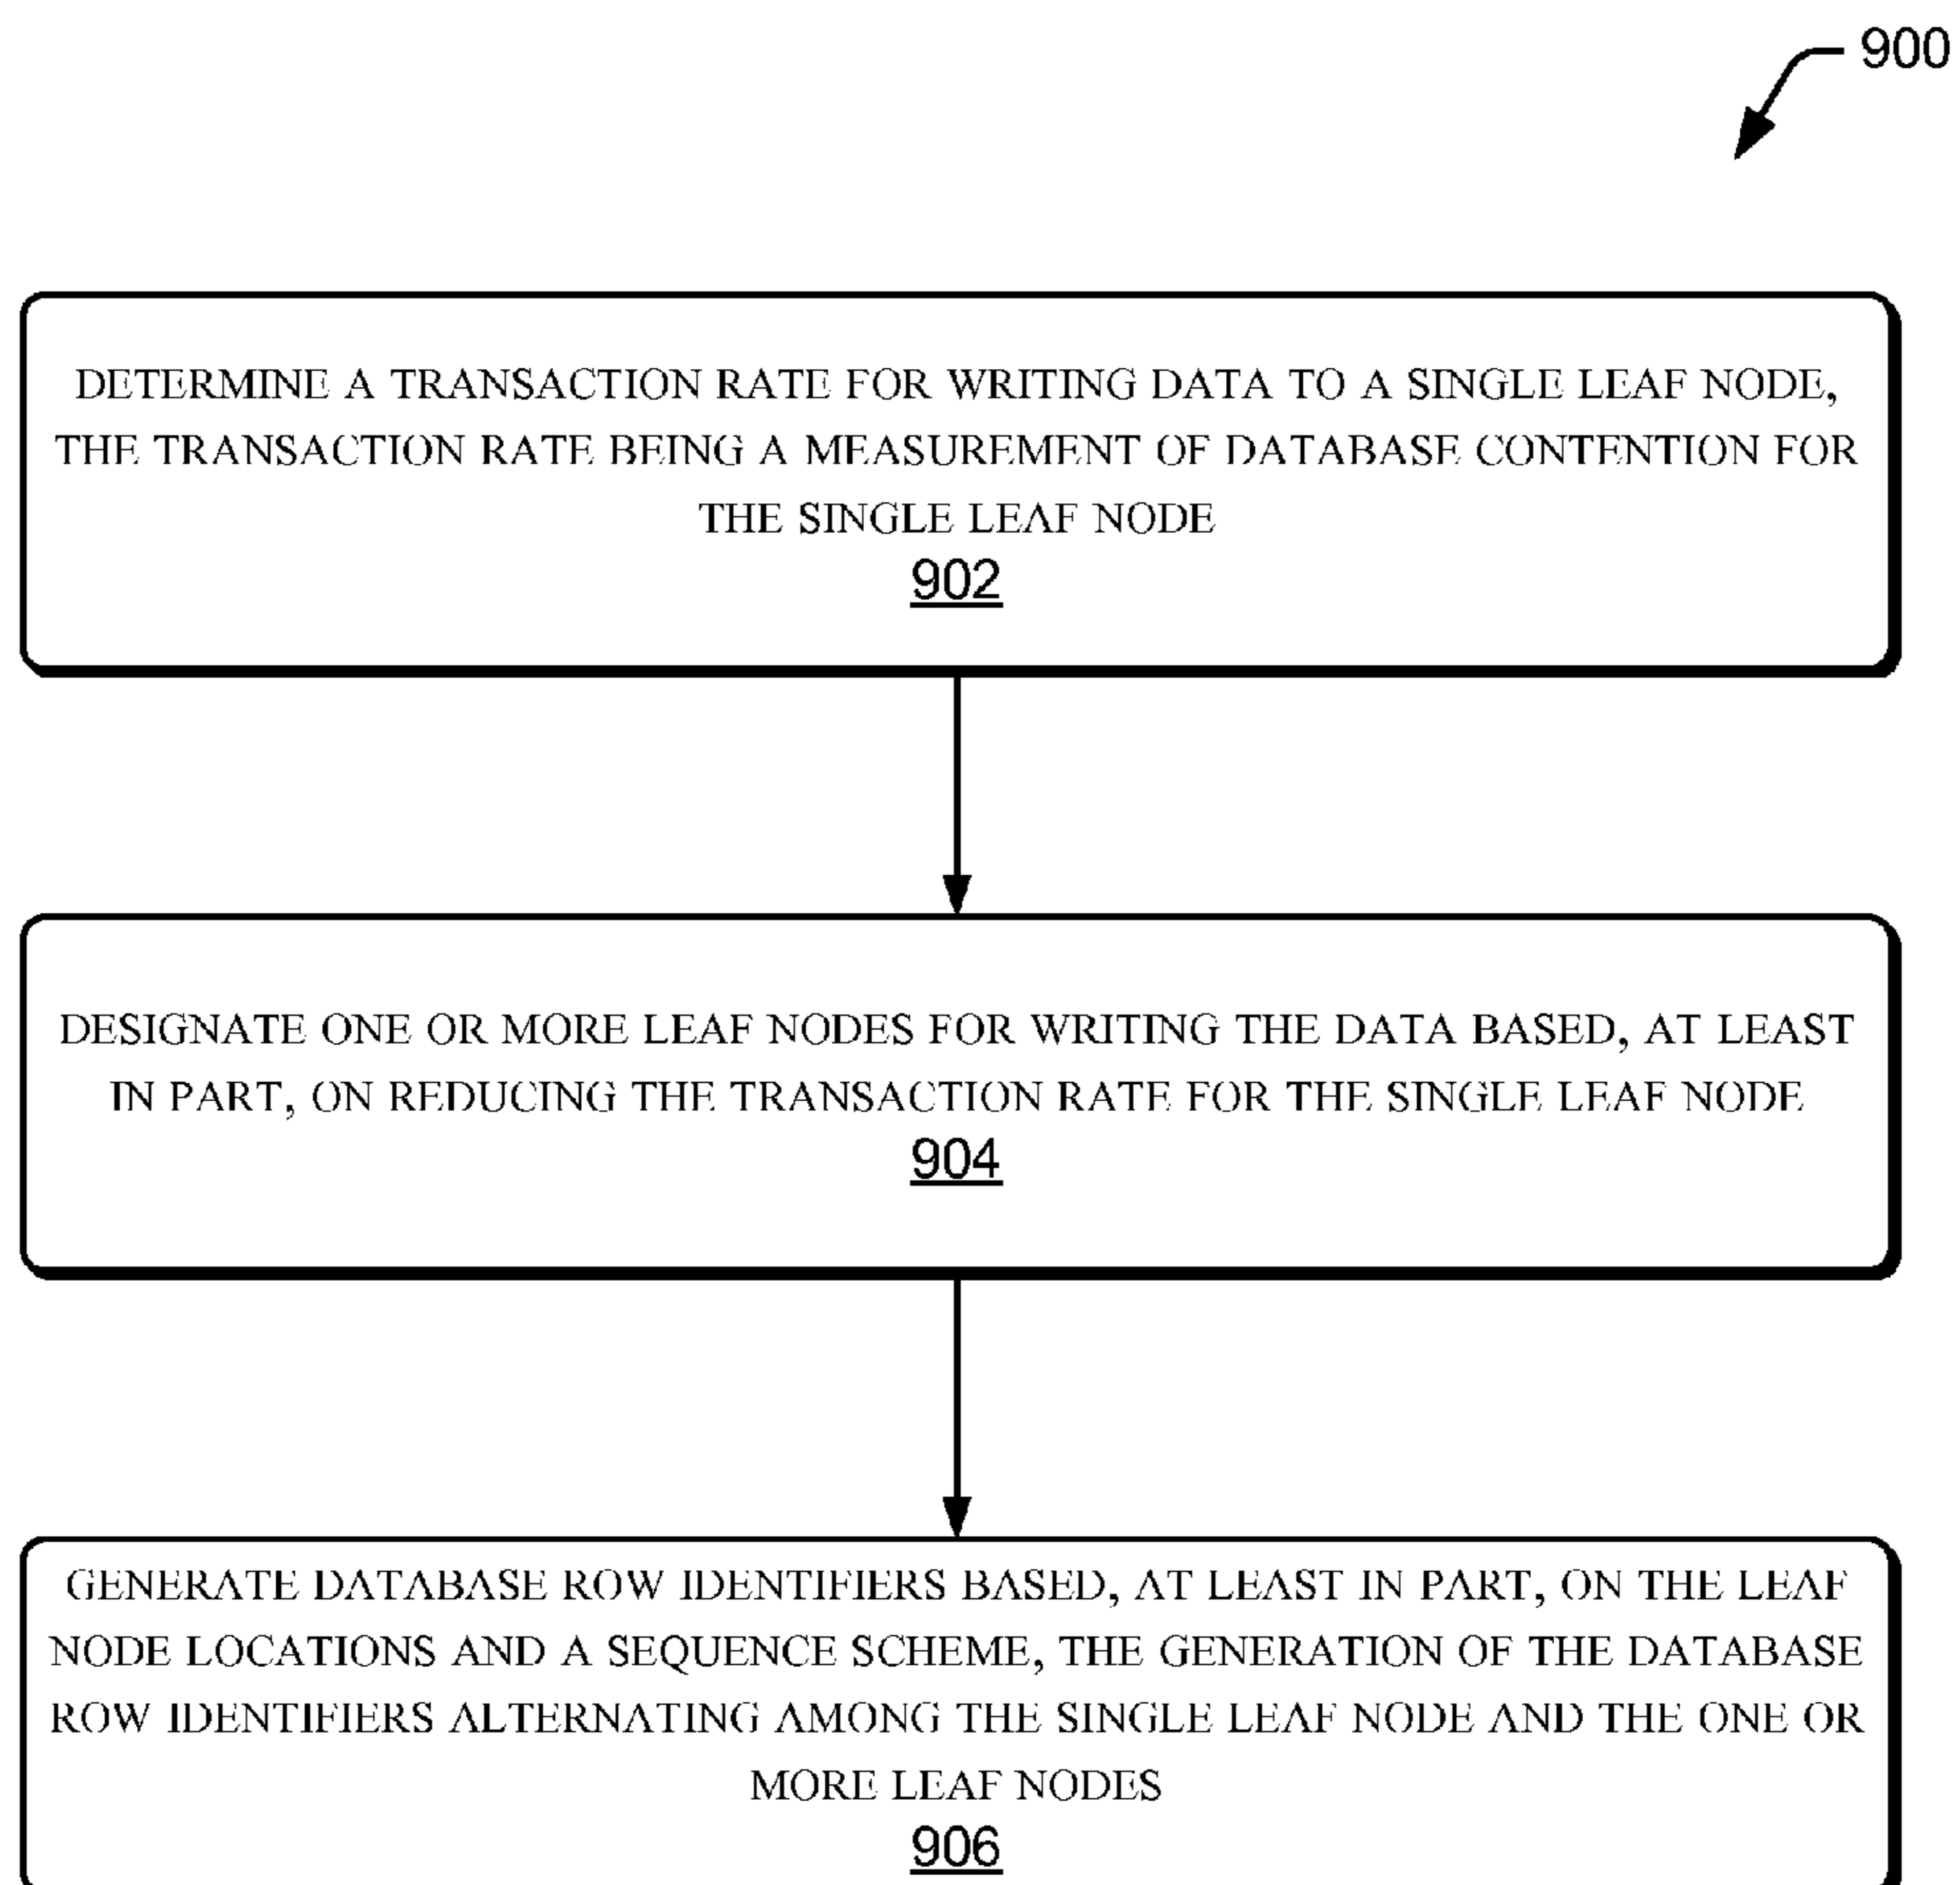 900
DETERMINE A TRANSACTION RATE FOR WRITING DATA TO A SINGLE LEAF NODE,
THE TRANSACTION RATE BEING A MEASUREMENT OF DATABASE CONTENTION FOR
THE SINGLE LEAF NODE
902
DESIGNATE ONE OR MORE LEAF NODES FOR WRITING THE DATA BASED, AT LEAST
IN PART, ON REDUCING THE TRANSACTION RATE FOR THE SINGLE LEAF NODE
904
GENERATE DATABASE ROW IDENTIFIERS BASED, AT LEAST IN PART, ON THE LEAF
NODE LOCATIONS AND A SEQUENCE SCHEME, THE GENERATION OF THE DATABASE
ROW IDENTIFIERS ALTERNATING AMONG THE SINGLE LEAF NODE AND THE ONE OR
MORE LEAF NODES
906